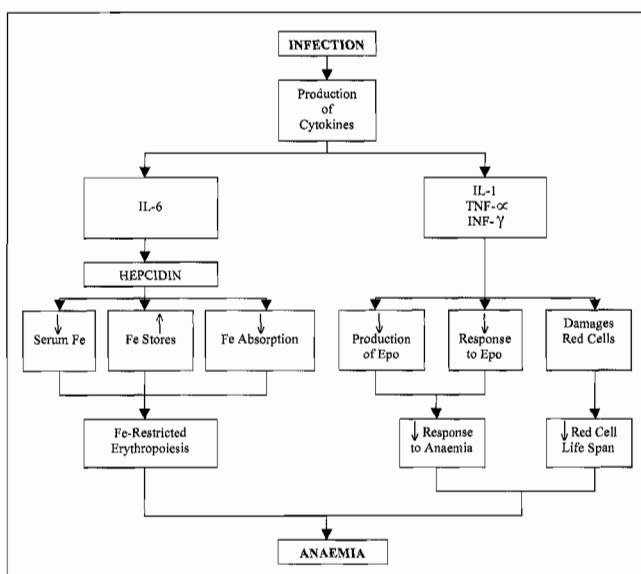 INFECTION
Production
of
Cytokines
IL-6
IL-1
TNF-∝
INF-γ
HEPCIDIN
↓
Serum Fe
↑
Fe Stores
↓
Fe Absorption
↓
Production
of Epo
↓
Response
to Epo
Damages
Red Cells
Fe-Restricted
Erythropoiesis
↓ Response
to Anaemia
↓ Red Cell
Life Span
ANAEMIA